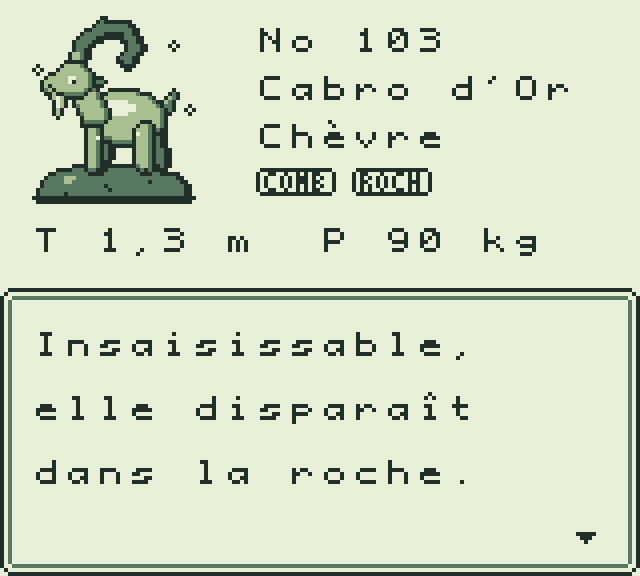 No 103
Cabro d'Or
Chèvre
COMB ROCH
T 1,3 m P 90 kg
Insaisissable,
elle disparaît
dans la roche.